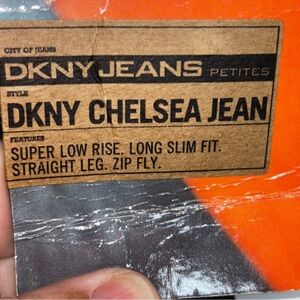 CITY OF JEANS
DKNY JEANS PETITES
STYLE
DKNY CHELSEA JEAN
FEATURES
SUPER LOW RISE. LONG SLIM FIT.
STRAIGHT LEG. ZIP FLY.